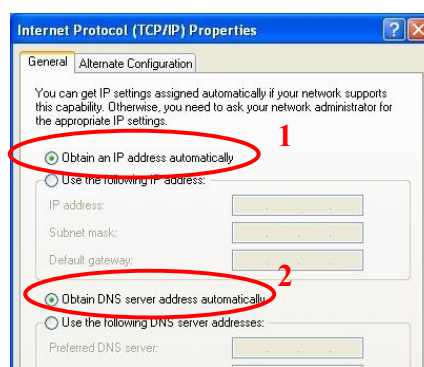 Internet Protocol (TCP/IP) Properties
General Alternate Configuration
You can get IP settings assigned automatically if your network supports
this capability. Otherwise, you need to ask your network administrator for
the appropriate IP settings.
1
Obtain an IP address automatically
Use the following IP address:
IP address:
Subnet mask:
Default gateway:
2
Obtain DNS server address automatically
Use the following DNS server addresses:
Preferred DNS server: